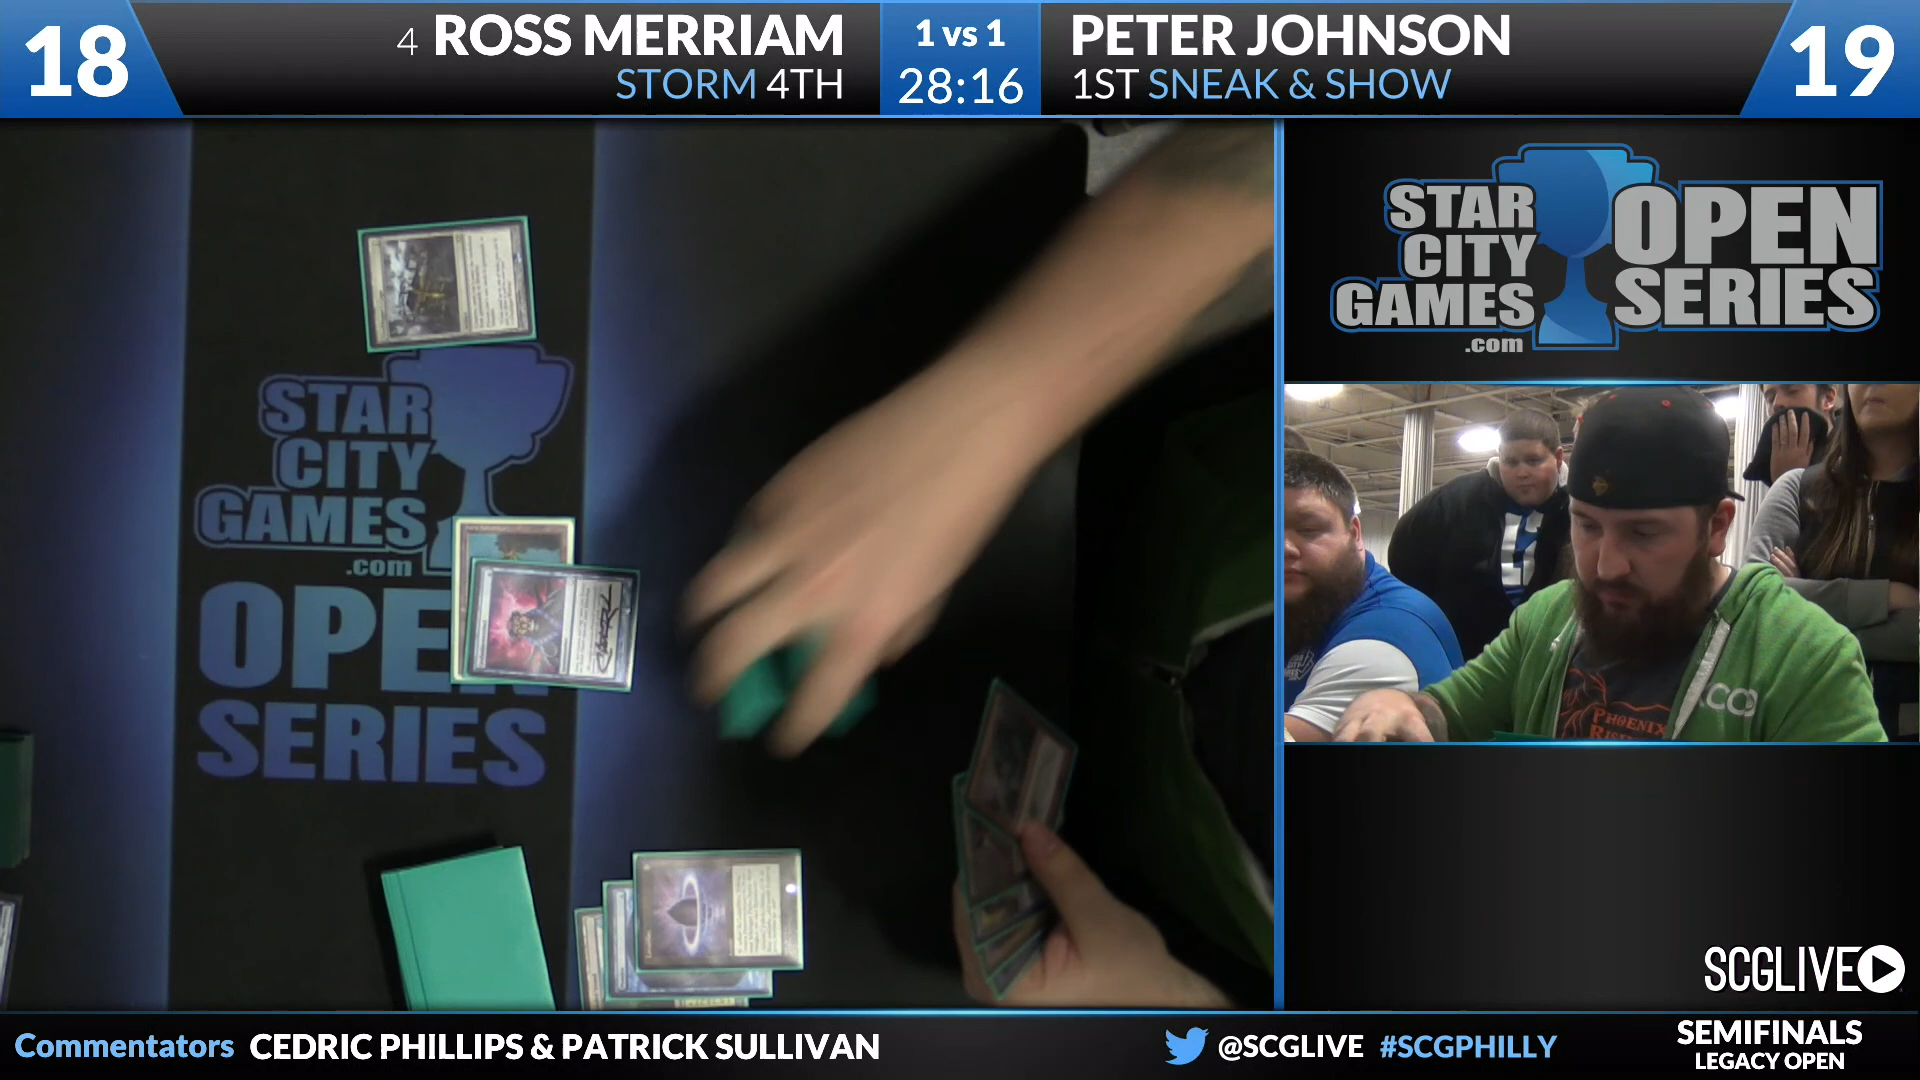 18
4 ROSS MERRIAM
STORM 4TH
1 vs 1
28:16
PETER JOHNSON
1ST SNEAK & SHOW
19
STAR
CITY
GAMES
.com
OPEN
SERIES
STAR
CITY
GAMES
.com
OPEN
SERIES
PHOENIX
SCGLIVE
Commentators CEDRIC PHILLIPS & PATRICK SULLIVAN
@SCGLIVE #SCGPHILLY
SEMIFINALS
LEGACY OPEN